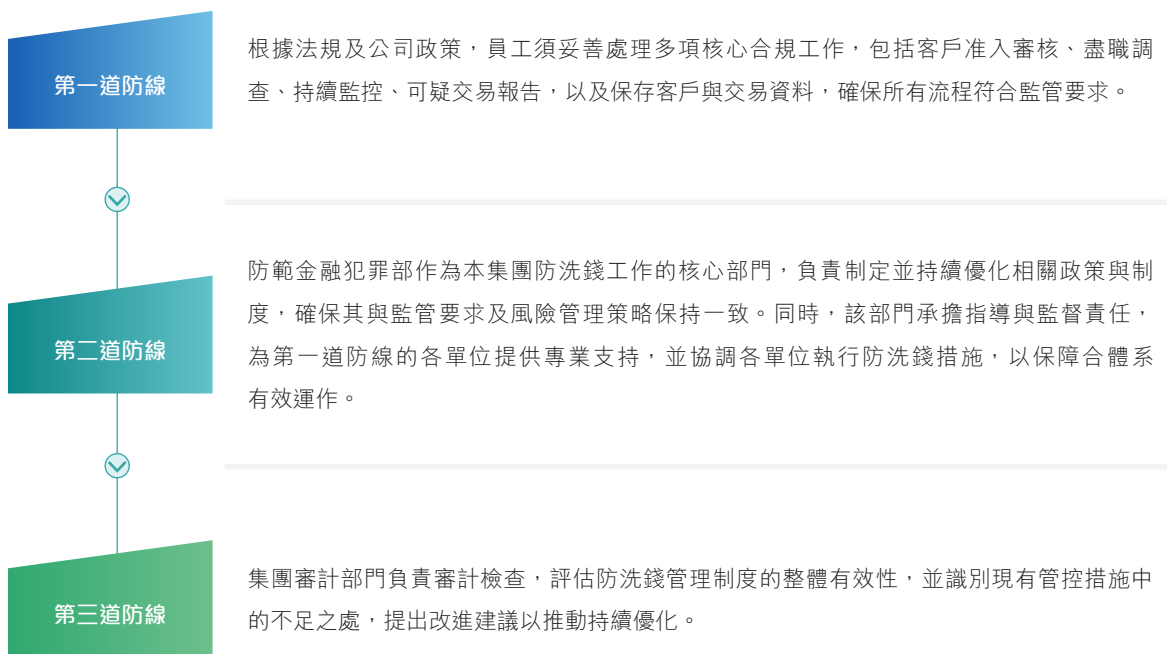 第一道防線
根據法規及公司政策，員工須妥善處理多項核心合規工作，包括客戶准入審核、盡職調
查、持續監控、可疑交易報告，以及保存客戶與交易資料，確保所有流程符合監管要求。
第二道防線
防範金融犯罪部作為本集團防洗錢工作的核心部門，負責制定並持續優化相關政策與制
度，確保其與監管要求及風險管理策略保持一致。同時，該部門承擔指導與監督責任，
為第一道防線的各單位提供專業支持，並協調各單位執行防洗錢措施，以保障合體系
有效運作。
第三道防線
集團審計部門負責審計檢查，評估防洗錢管理制度的整體有效性，並識別現有管控措施中
的不足之處，提出改進建議以推動持續優化。